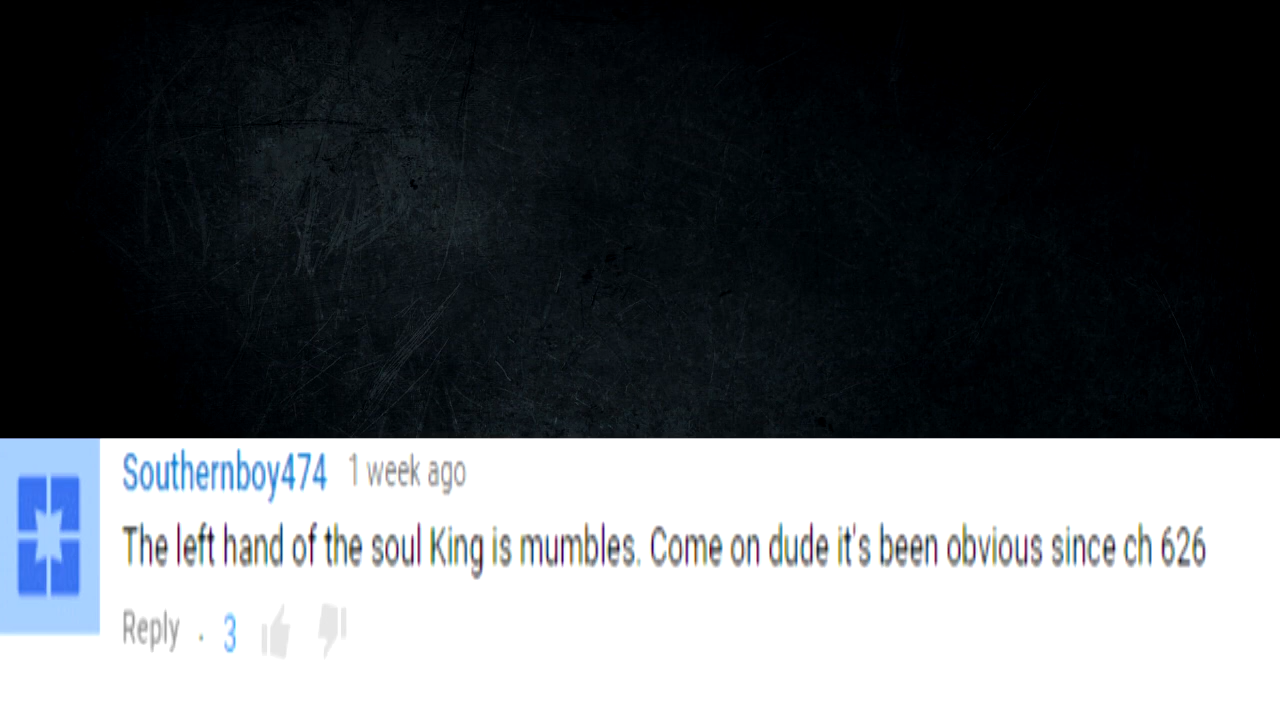 Southernboy474 1 week ago
The left hand of the soul King is mumbles. Come on dude it's been obvious since ch 626
Reply . 3